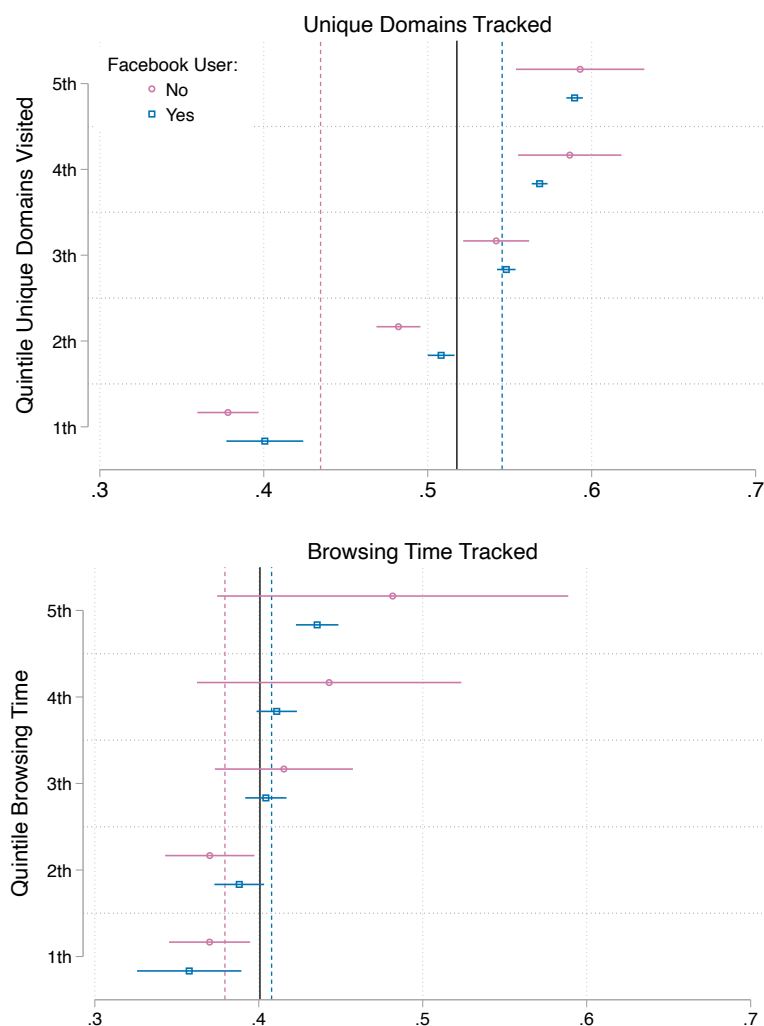 Unique Domains Tracked
Facebook User:
No
Yes
Quintile Unique Domains Visited
5th
4th
3th
2th
1th
.3 .4 .5 .6 .7
Browsing Time Tracked
Quintile Browsing Time
5th
4th
3th
2th
1th
.3 .4 .5 .6 .7